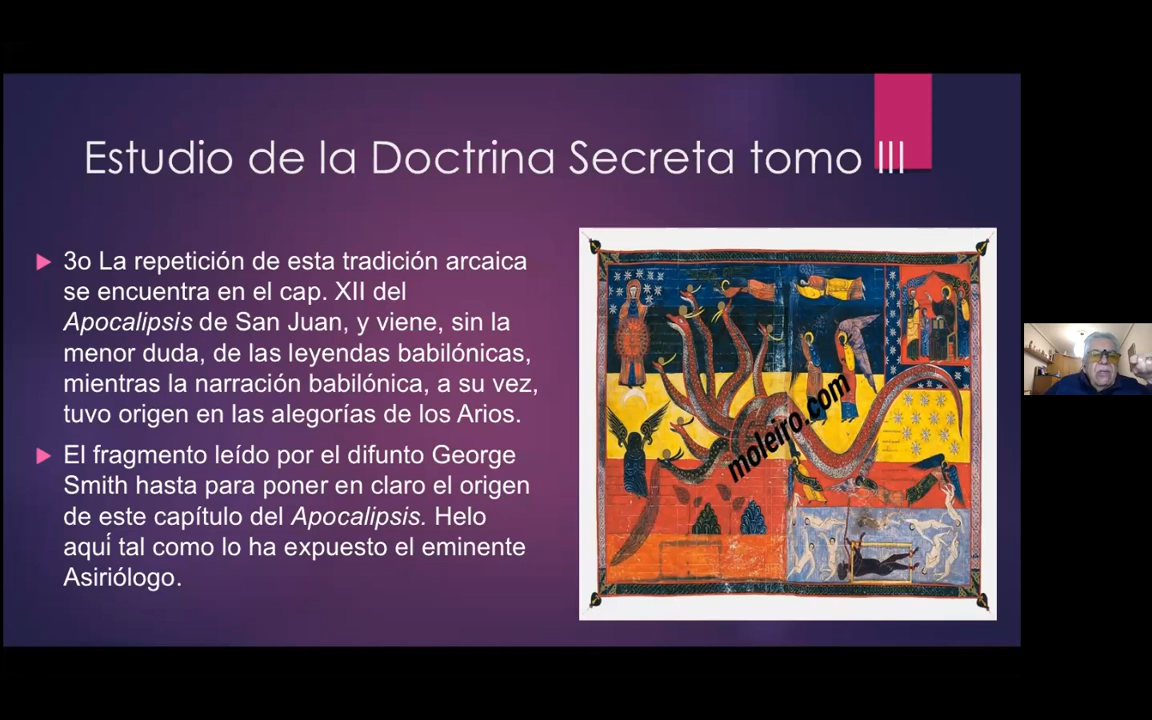 Estudio de la Doctrina Secreta tomo III
3o La repetición de esta tradición arcaica
se encuentra en el cap. XII del
Apocalipsis de San Juan, y viene, sin la
menor duda, de las leyendas babilónicas,
mientras la narración babilónica, a su vez,
tuvo origen en las alegorías de los Arios.
El fragmento leído por el difunto George
Smith hasta para poner en claro el origen
de este capítulo del Apocalipsis. Helo
aquí tal como lo ha expuesto el eminente
Asiriólogo.
moleiro.com